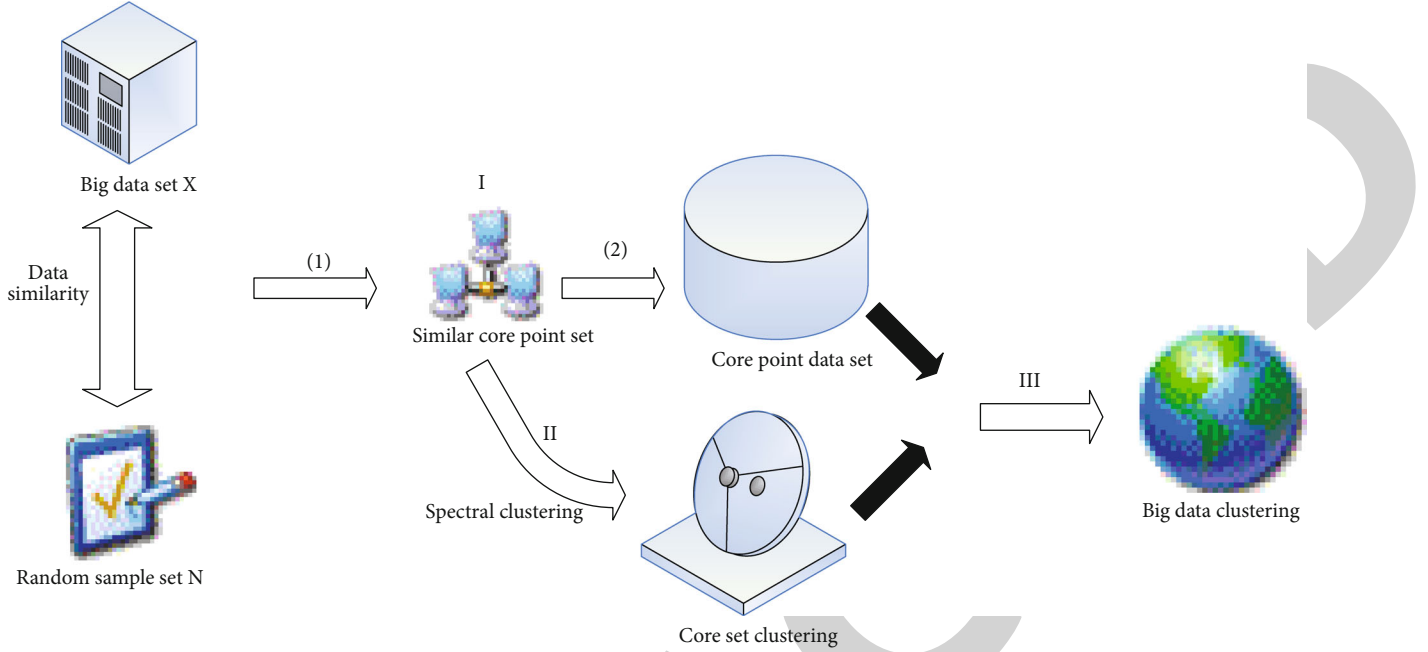 Big data set X
Data
similarity
Random sample set N
(1)
I
Similar core point set
(2)
Core point data set
II
Spectral clustering
Core set clustering
III
Big data clustering